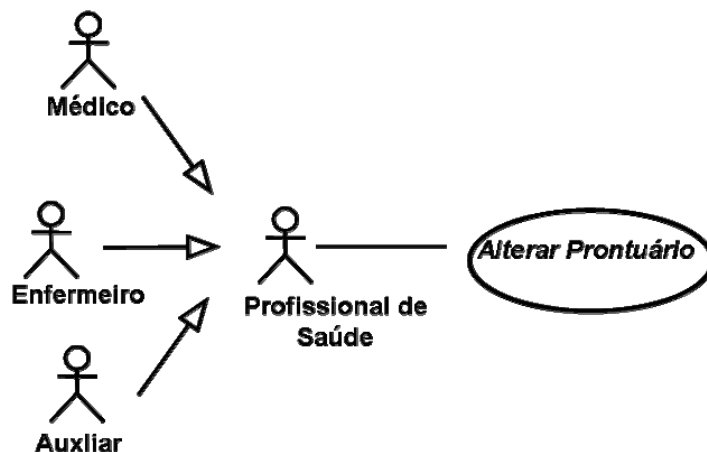 Médico
Enfermeiro
Profissional de
Saúde
Alterar Prontuário
Auxliar